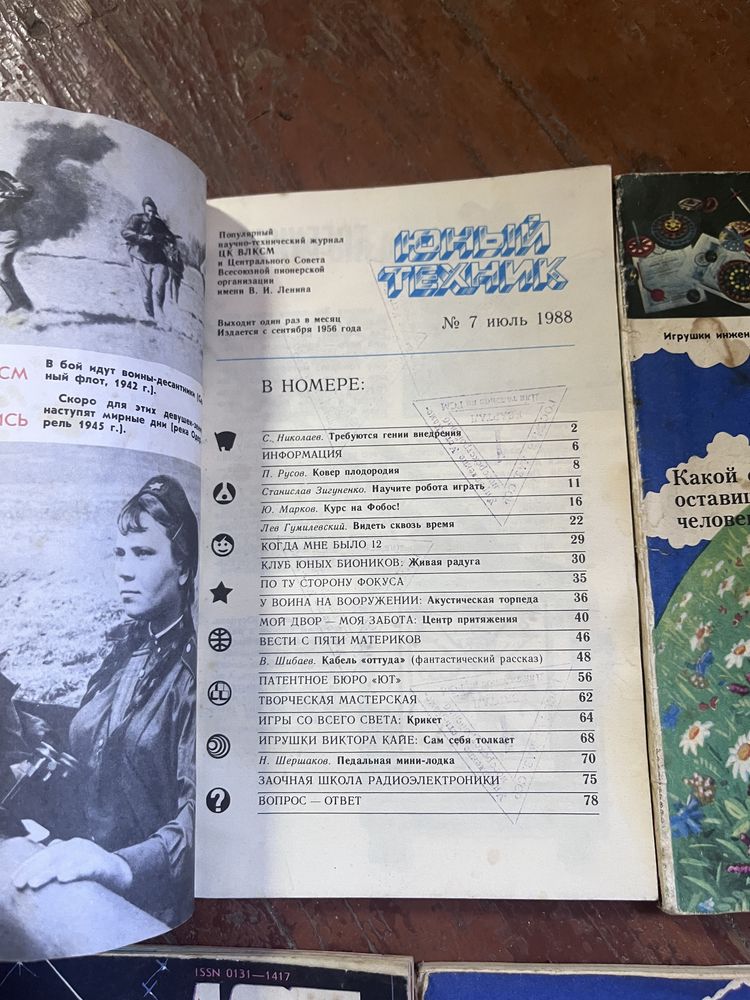 СМ
В бой идут воины-десантники
ный флот, 1942 г.].
ИСЬ
Скоро для этих девушек
наступят мирные дни [река
рель 1945 г.].
Популярный
научно-технический журнал
ЦК ВЛКСМ
и Центрального Совета
Всесоюзной пионерской
организации
имени В. И. Ленина
Выходит один раз в месяц
Издается с сентября 1956 года
ЮНЫЙ
ТЕХНИК
№ 7 июль 1988
В НОМЕРЕ:
С. Николаев. Требуются гении внедрения 2
ИНФОРМАЦИЯ 6
П. Русов. Ковер плодородия 8
Станислав Зигуненко. Научите робота играть 11
Ю. Марков. Курс на Фобос! 16
Лев Гумилевский. Видеть сквозь время 22
КОГДА МНЕ БЫЛО 12 29
КЛУБ ЮНЫХ БИОНИКОВ: Живая радуга 30
ПО ТУ СТОРОНУ ФОКУСА 35
У ВОИНА НА ВООРУЖЕНИИ: Акустическая торпеда 36
МОЙ ДВОР — МОЯ ЗАБОТА: Центр притяжения 40
ВЕСТИ С ПЯТИ МАТЕРИКОВ 46
В. Шибаев. Кабель «оттуда» (фантастический рассказ) 48
ПАТЕНТНОЕ БЮРО «ЮТ» 56
ТВОРЧЕСКАЯ МАСТЕРСКАЯ 62
ИГРЫ СО ВСЕГО СВЕТА: Крикет 64
ИГРУШКИ ВИКТОРА КАЙЕ: Сам себя толкает 68
Н. Шершаков. Педальная мини-лодка 70
ЗАОЧНАЯ ШКОЛА РАДИОЭЛЕКТРОНИКИ 75
ВОПРОС — ОТВЕТ 78
Игрушки инжен
Какой
оставиш
человек
ISSN 0131—1417